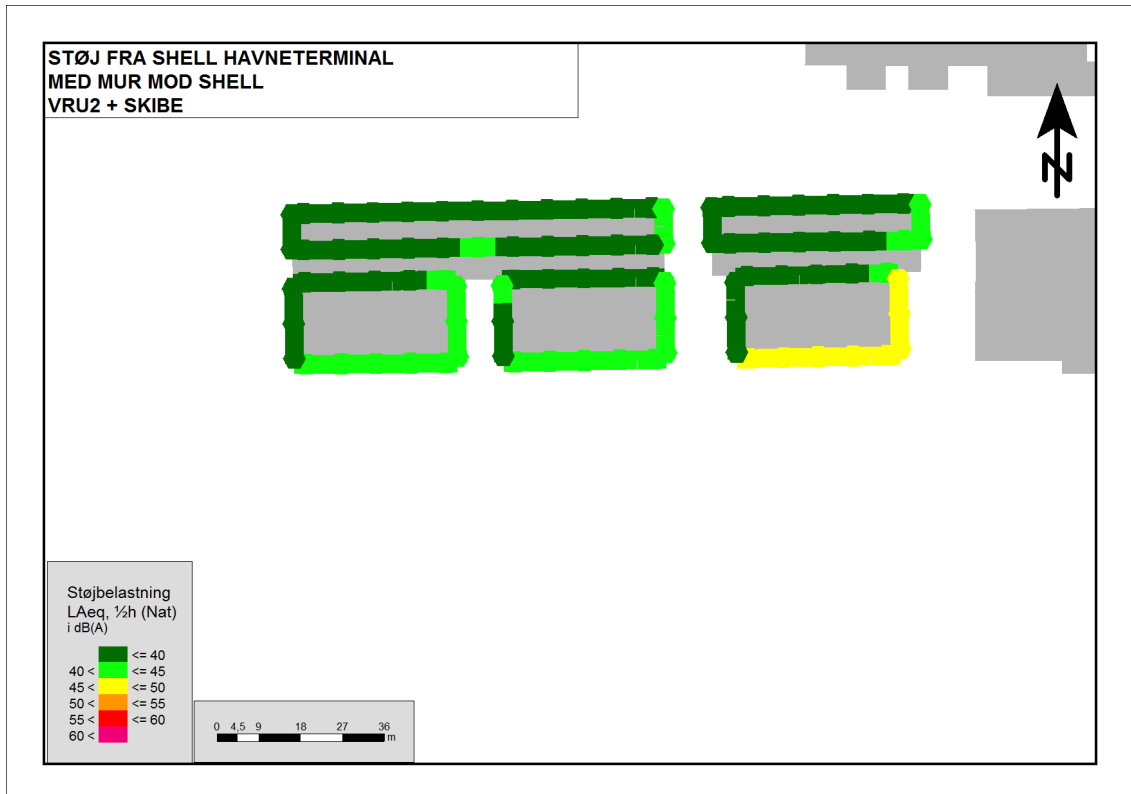 STØJ FRA SHELL HAVNETERMINAL
MED MUR MOD SHELL
VRU2 + SKIBE
N
Støjbelastning
LAeq, ½h (Nat)
i dB(A)
<= 40
40 < <= 45
45 < <= 50
50 < <= 55
55 < <= 60
60 <
0 4,5 9 18 27 36
m